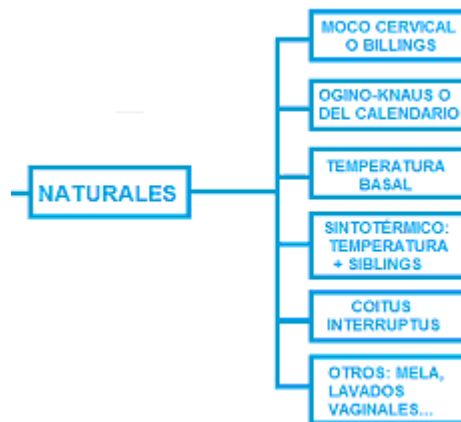 NATURALES
MOCO CERVICAL
O BILLINGS
OGINO-KNAUS O
DEL CALENDARIO
TEMPERATURA
BASAL
SINTOTÉRMICO:
TEMPERATURA
+ SIBLINGS
COITUS
INTERRUPTUS
OTROS: MELA,
LAVADOS
VAGINALES...